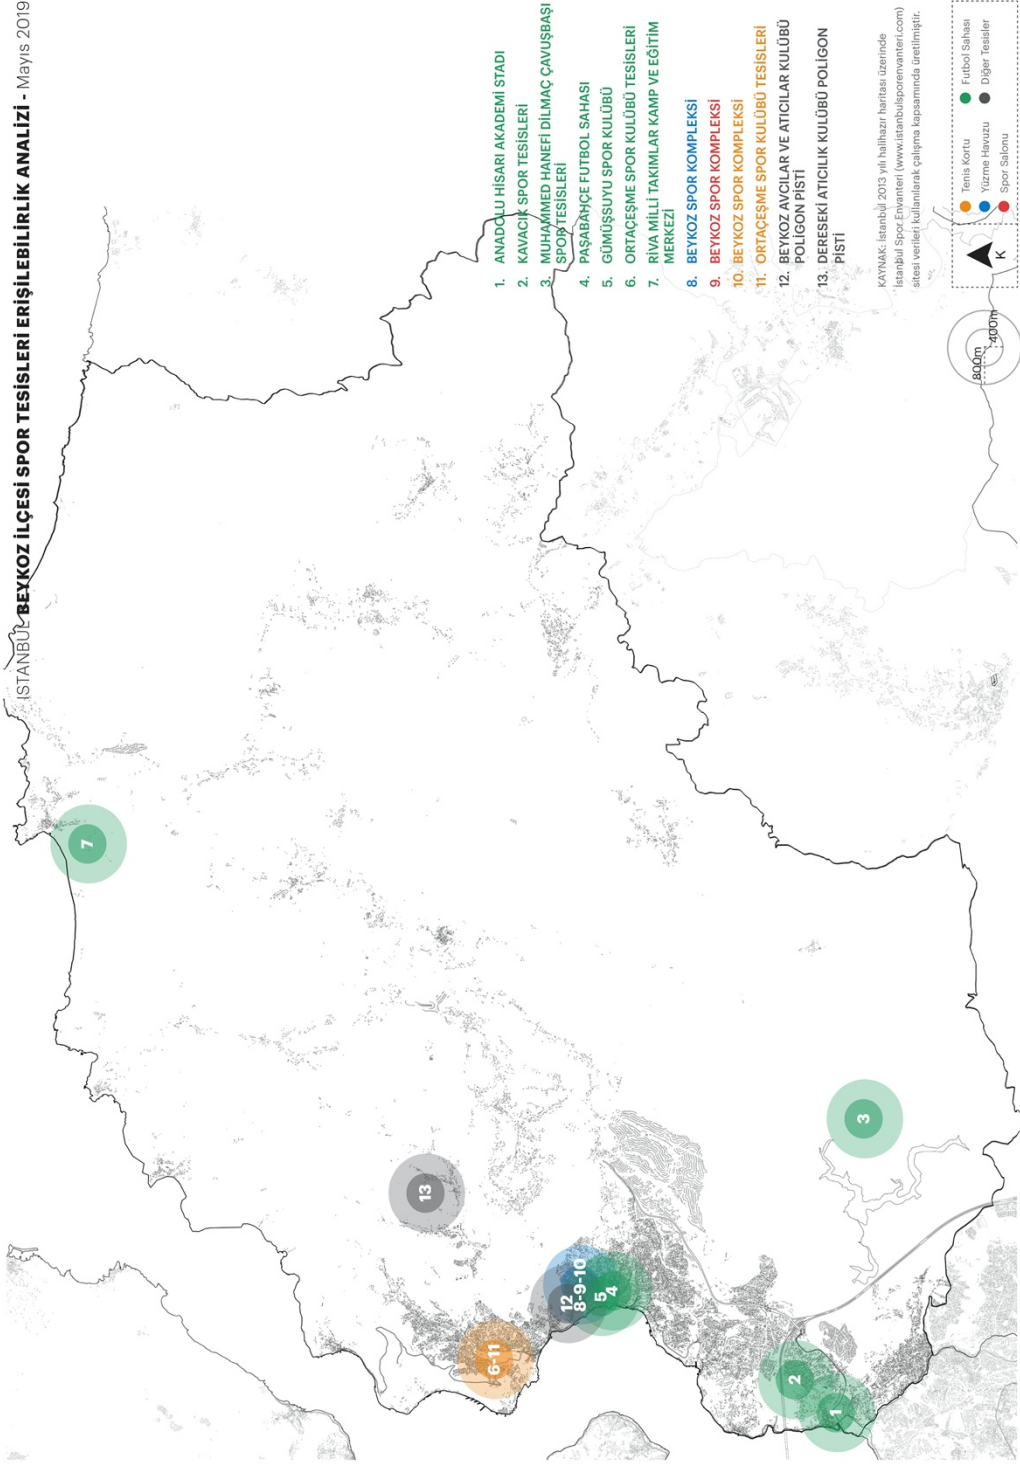 İSTANBUL BEYKOZ İLÇESİ SPOR TESİSLERİ ERİŞİLEBİLİRLİK ANALİZİ - Mayıs 2019
1. ANADOLU HİSARI AKADEMİ STADI
2. KAVACIK SPOR TESİSLERİ
3. MUHAMMED HANEFİ DİLMAÇ ÇAVUŞBAŞI
SPOR TESİSLERİ
4. PAŞABAHÇE FUTBOL SAHASI
5. GÜMÜŞSUYU SPOR KULÜBÜ
6. ORTAÇEŞME SPOR KULÜBÜ TESİSLERİ
7. RİVA MİLLİ TAKIMLAR KAMP VE EĞİTİM
MERKEZİ
8. BEYKOZ SPOR KOMPLEKSİ
9. BEYKOZ SPOR KOMPLEKSİ
10. BEYKOZ SPOR KOMPLEKSİ
11. ORTAÇEŞME SPOR KULÜBÜ TESİSLERİ
12. BEYKOZ AVCILAR VE ATICILAR KULÜBÜ
POLİGON PİSTİ
13. DERESEKİ ATICILIK KULÜBÜ POLİGON
PİSTİ
KAYNAK: İstanbul 2013 yılı halihazır haritası üzerinde
İstanbul Spor Envanteri (www.istanbulsporenvanteri.com)
sitesi verileri kullanılarak çalışma kapsamında üretilmiştir.
Tenis Kortu
Yüzme Havuzu
Spor Salonu
Futbol Sahası
Diğer Tesisler
K
800m
400m
7
3
13
12
8-9-10
5
4
6-11
2
1